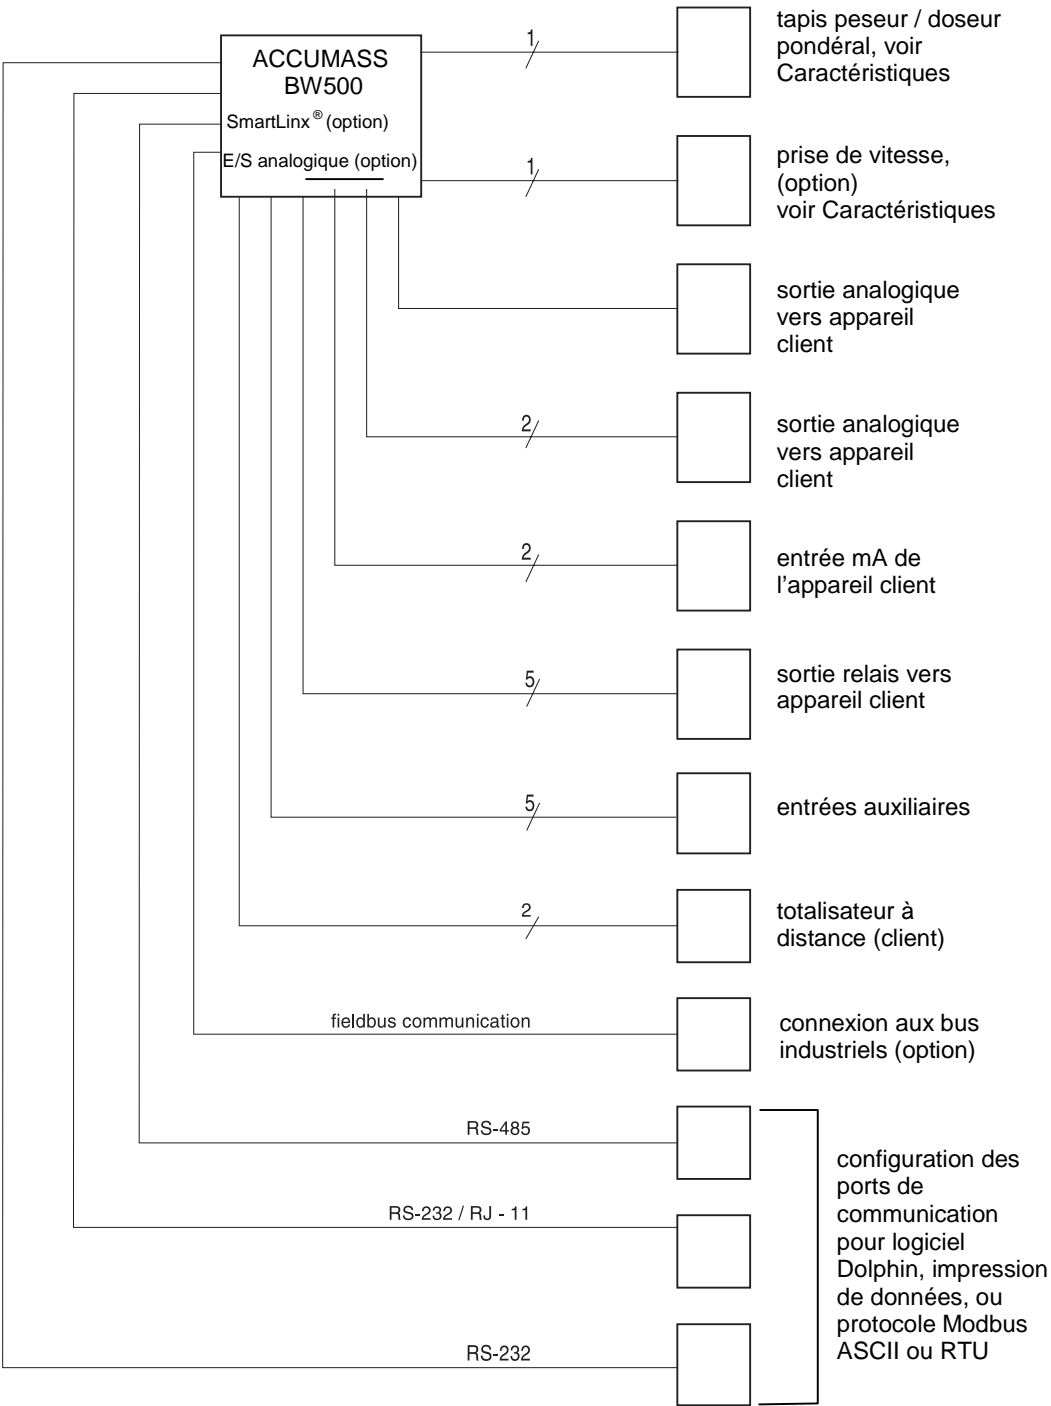 ACCUMASS
BW500
SmartLinx® (option)
E/S analogique (option)
1
tapis peseur / doseur
pondéral, voir
Caractéristiques
1
prise de vitesse,
(option)
voir Caractéristiques
sortie analogique
vers appareil
client
2
sortie analogique
vers appareil
client
2
entrée mA de
l’appareil client
5
sortie relais vers
appareil client
5
entrées auxiliaires
2
totalisateur à
distance (client)
fieldbus communication
connexion aux bus
industriels (option)
RS-485
RS-232 / RJ - 11
RS-232
configuration des
ports de
communication
pour logiciel
Dolphin, impression
de données, ou
protocole Modbus
ASCII ou RTU